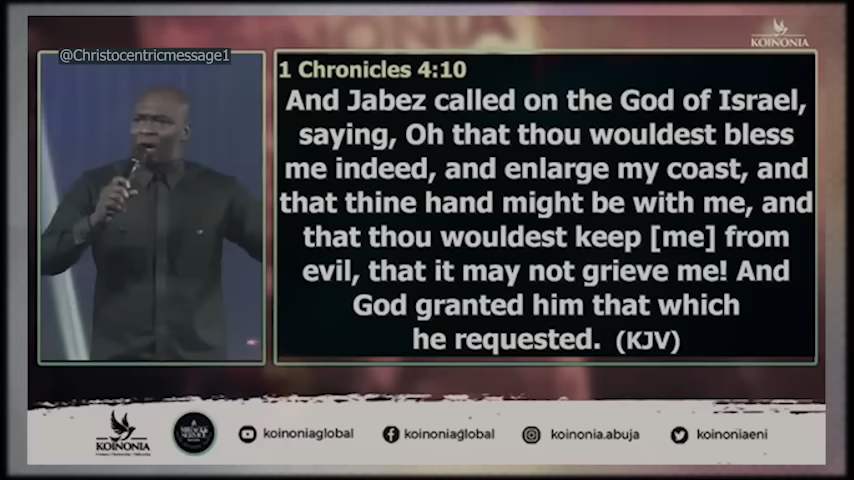 @Christocentricmessage1
KOINONIA
1 Chronicles 4:10
And Jabez called on the God of Israel,
saying, Oh that thou wouldest bless
me indeed, and enlarge my coast, and
that thine hand might be with me, and
that thou wouldest keep [me] from
evil, that it may not grieve me! And
God granted him that which
he requested. (KJV)
KOINONIA
MIRACLE
SERVICE
koinoniaglobal
koinoniaglobal
koinonia.abuja
koinoniaeni